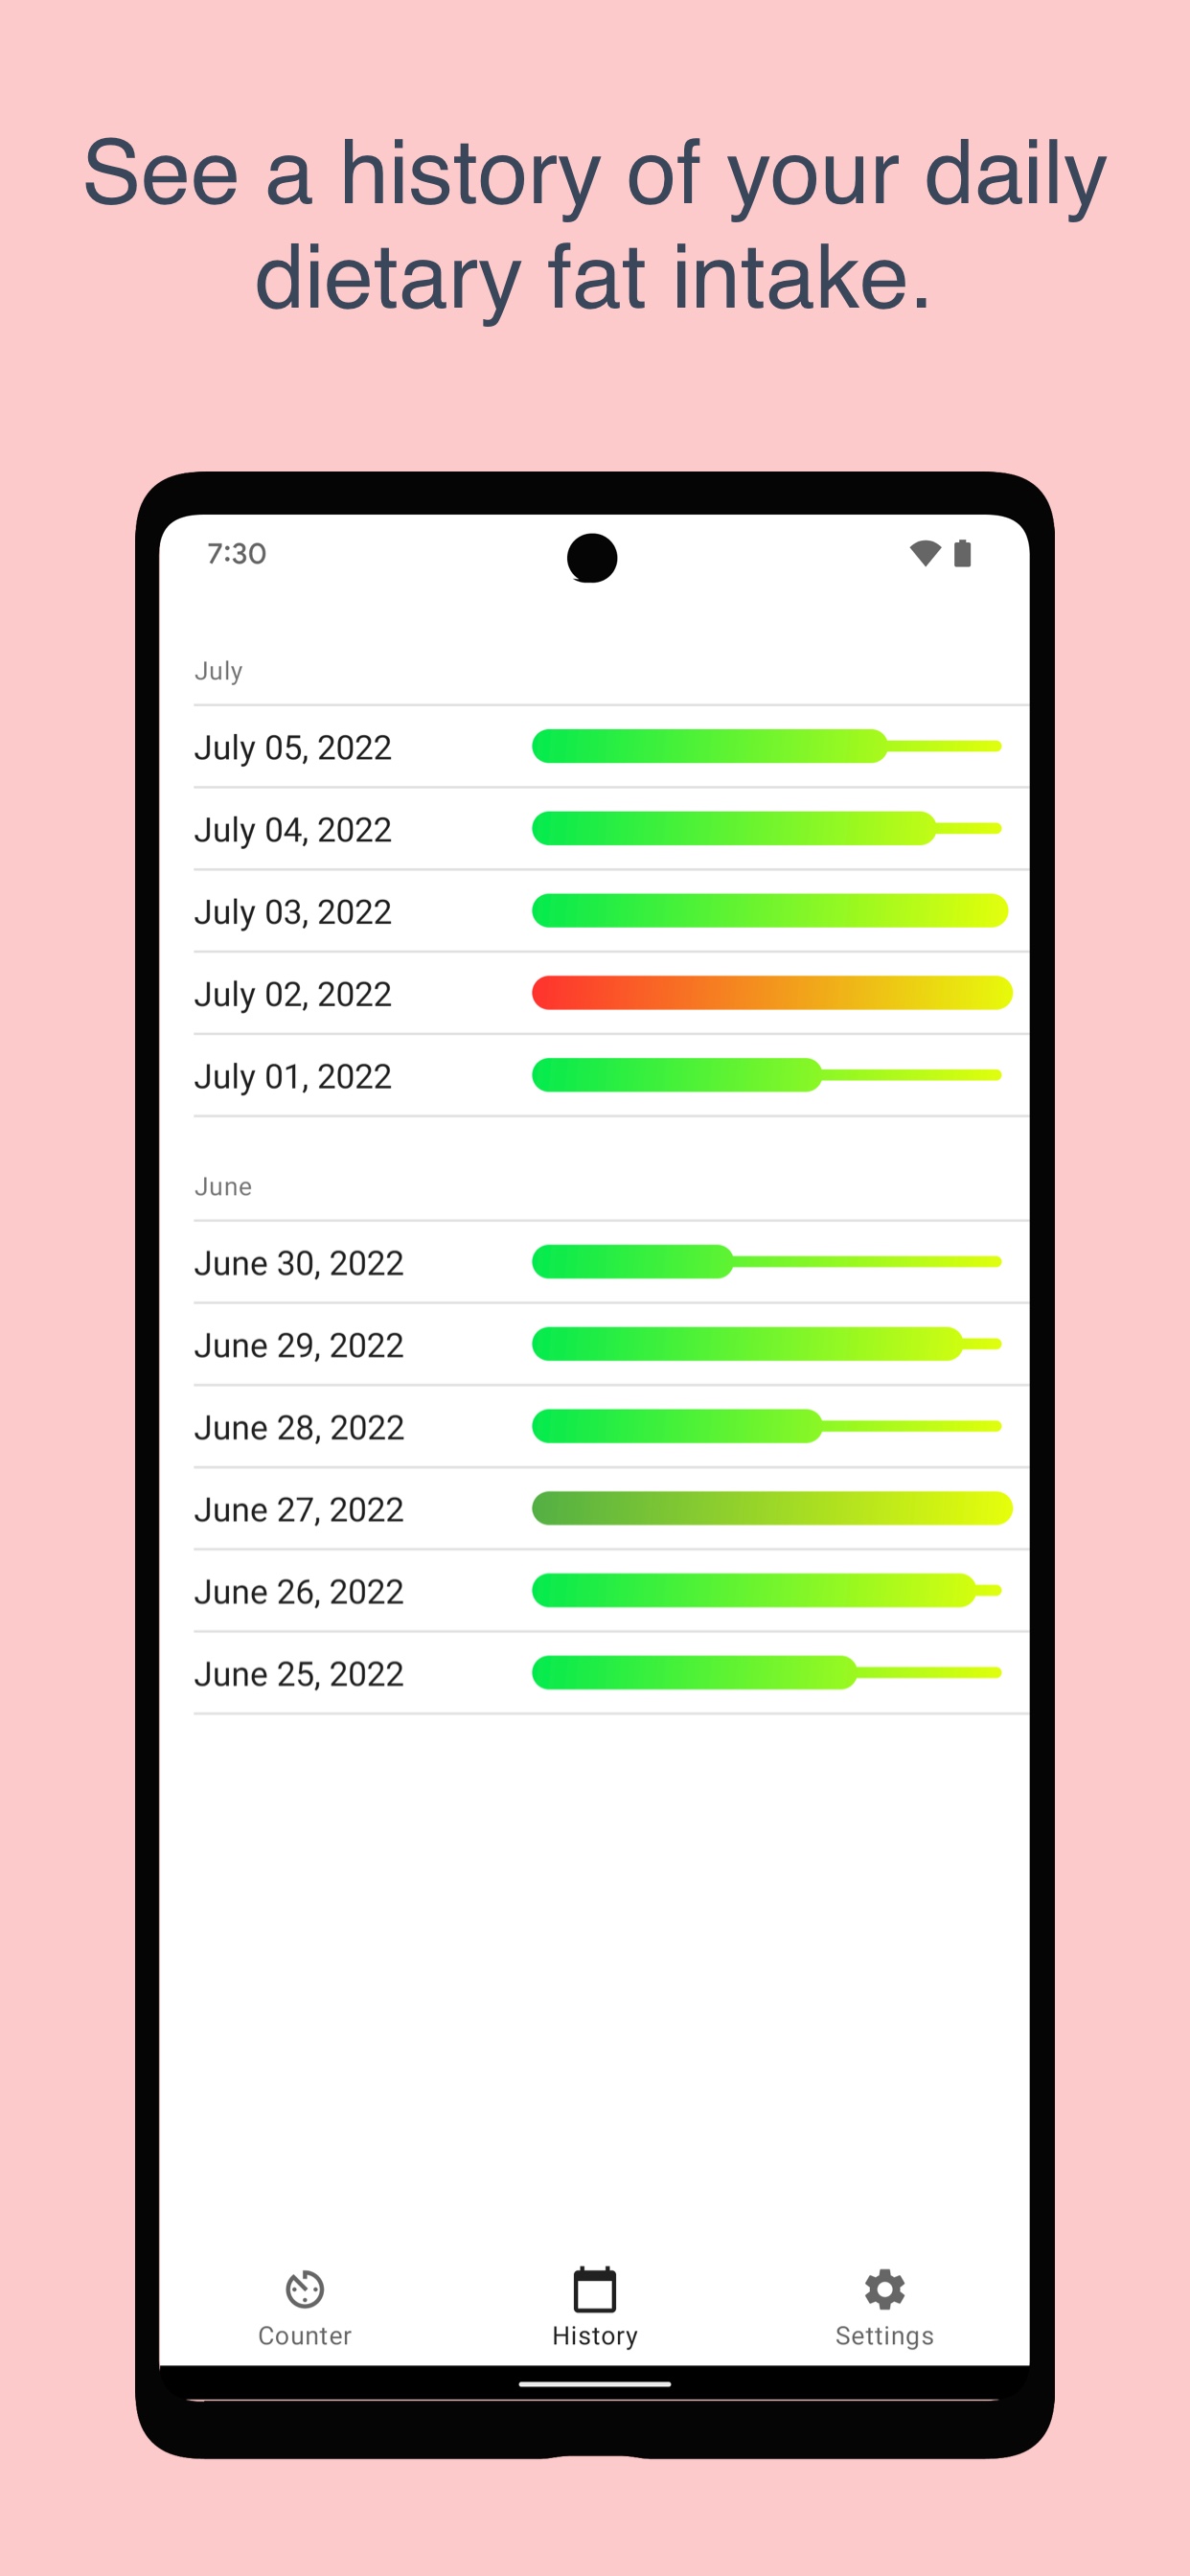 See a history of your daily
dietary fat intake.
7:30
July
July 05, 2022
July 04, 2022
July 03, 2022
July 02, 2022
July 01, 2022
June
June 30, 2022
June 29, 2022
June 28, 2022
June 27, 2022
June 26, 2022
June 25, 2022
Counter
History
Settings